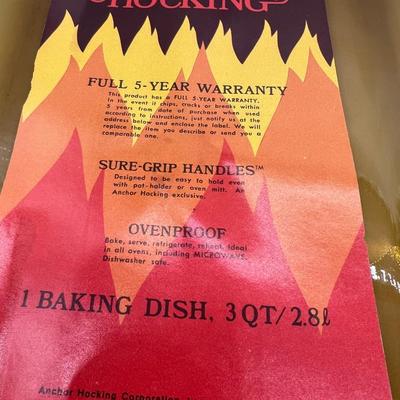 HOCKING
FULL 5-YEAR WARRANTY
This product has a FULL 5-YEAR WARRANTY.
In the event it chips, cracks or breaks within
5 years from date of purchase when used
according to instructions, just notify us at the
address below and enclose the label. We will
replace the item you describe or send you a
comparable one.
SURE-GRIP HANDLES™
Designed to be easy to hold even
with pot-holder or oven mitt. An
Anchor Hocking exclusive.
OVENPROOF
Bake, serve, refrigerate, reheat. Ideal
in all ovens, including MICROWAVE.
Dishwasher safe.
1 BAKING DISH, 3 QT/2.8ℓ
Anchor Hocking Corporation